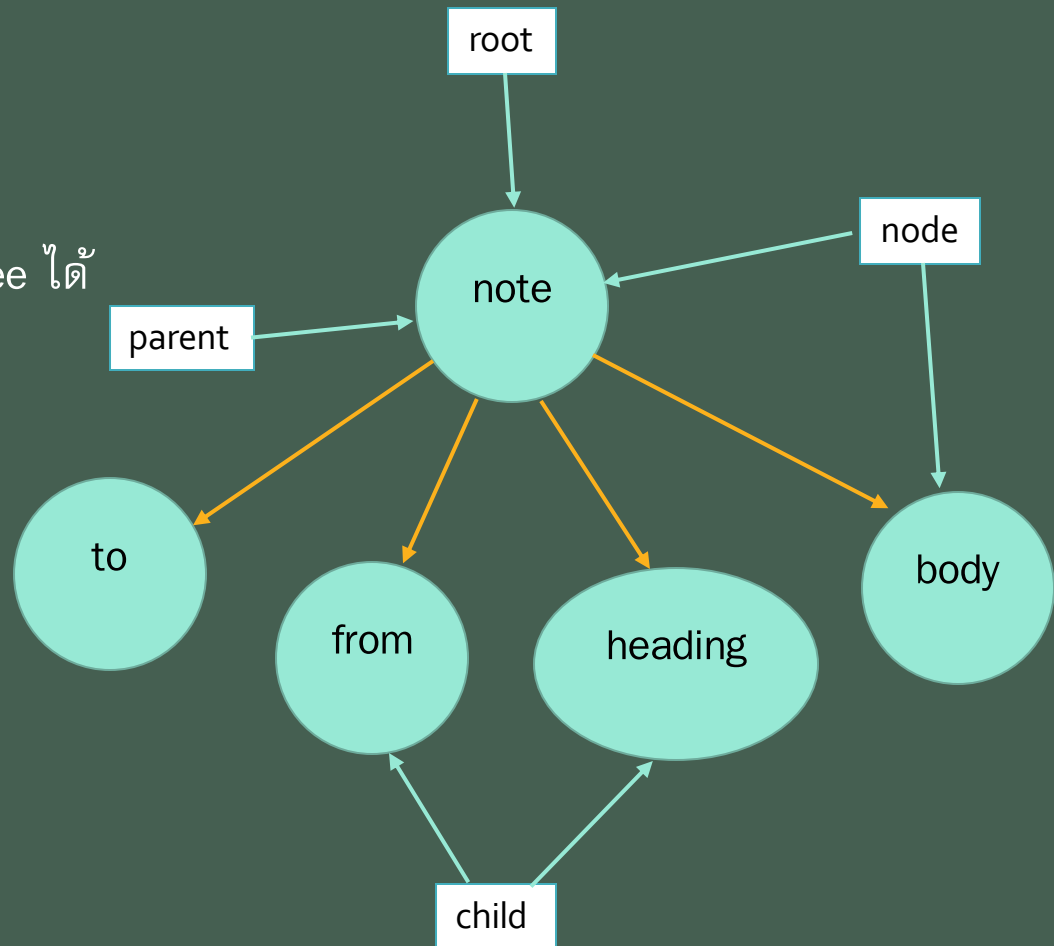 root
node
ee ได้
note
parent
to
body
from
heading
child